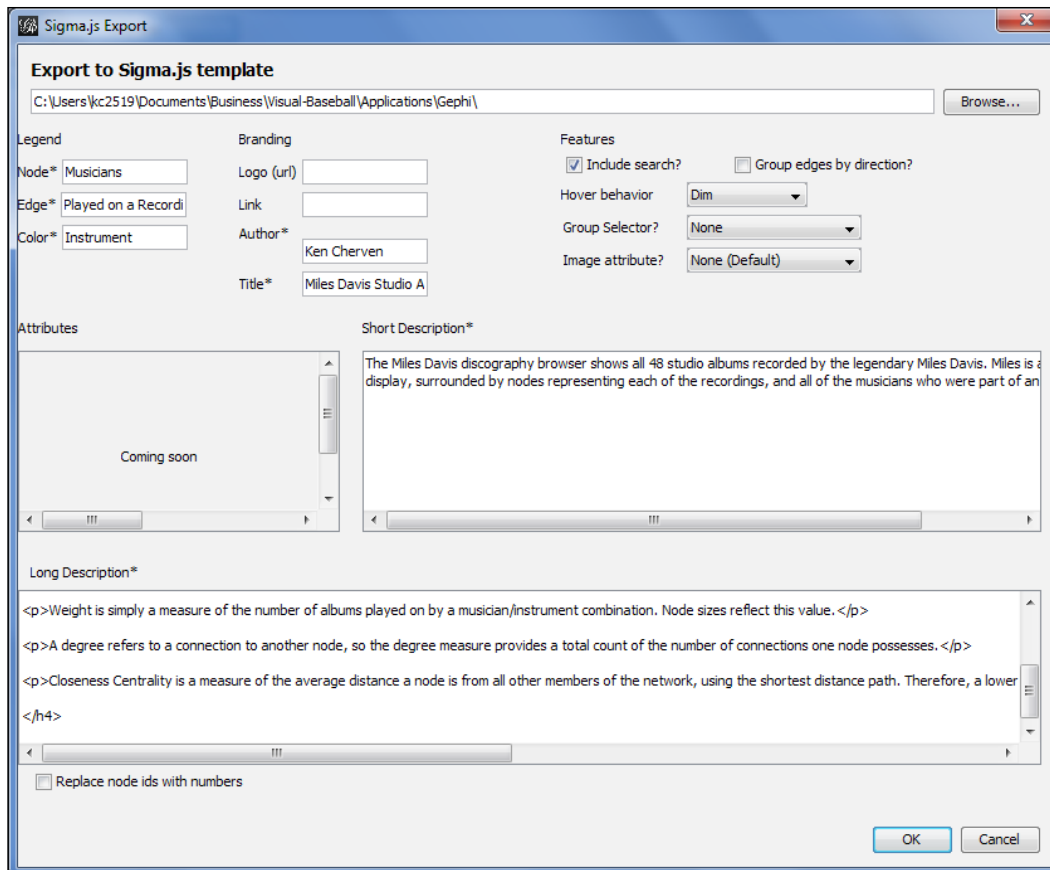 Sigma.js Export
Export to Sigma.js template
C:\Users\kc2519\Documents\Business\Visual-Baseball\Applications\Gephi\
Browse...
Legend
Node* Musicians
Edge* Played on a Recordi
Color* Instrument
Branding
Logo (url)
Link
Author*
Ken Cherven
Title* Miles Davis Studio A
Features
Include search? Group edges by direction?
Hover behavior Dim
Group Selector? None
Image attribute? None (Default)
Attributes
Coming soon
Short Description*
The Miles Davis discography browser shows all 48 studio albums recorded by the legendary Miles Davis. Miles is a
display, surrounded by nodes representing each of the recordings, and all of the musicians who were part of an
Long Description*
<p>Weight is simply a measure of the number of albums played on by a musician/instrument combination. Node sizes reflect this value.</p>
<p>A degree refers to a connection to another node, so the degree measure provides a total count of the number of connections one node possesses.</p>
<p>Closeness Centrality is a measure of the average distance a node is from all other members of the network, using the shortest distance path. Therefore, a lower
</h4>
Replace node ids with numbers
OK Cancel